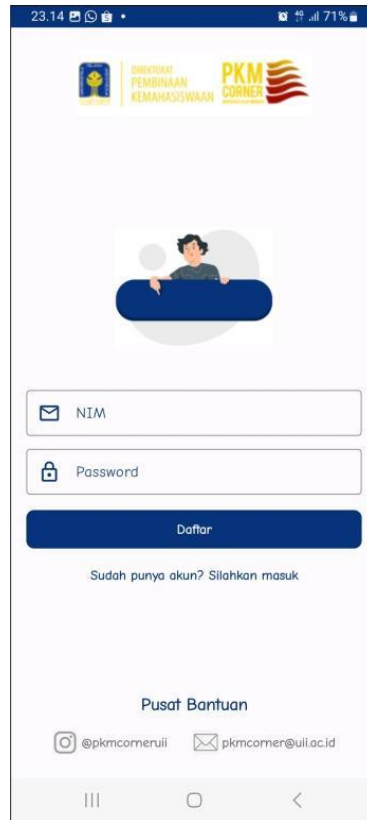 23.14
4G 71%
DIREKTORAT
PEMBINAAN
KEMAHASISWAAN
PKM
CORNER
NIM
Password
Daftar
Sudah punya akun? Silahkan masuk
Pusat Bantuan
@pkmcorneruii
pkmcorner@uii.ac.id